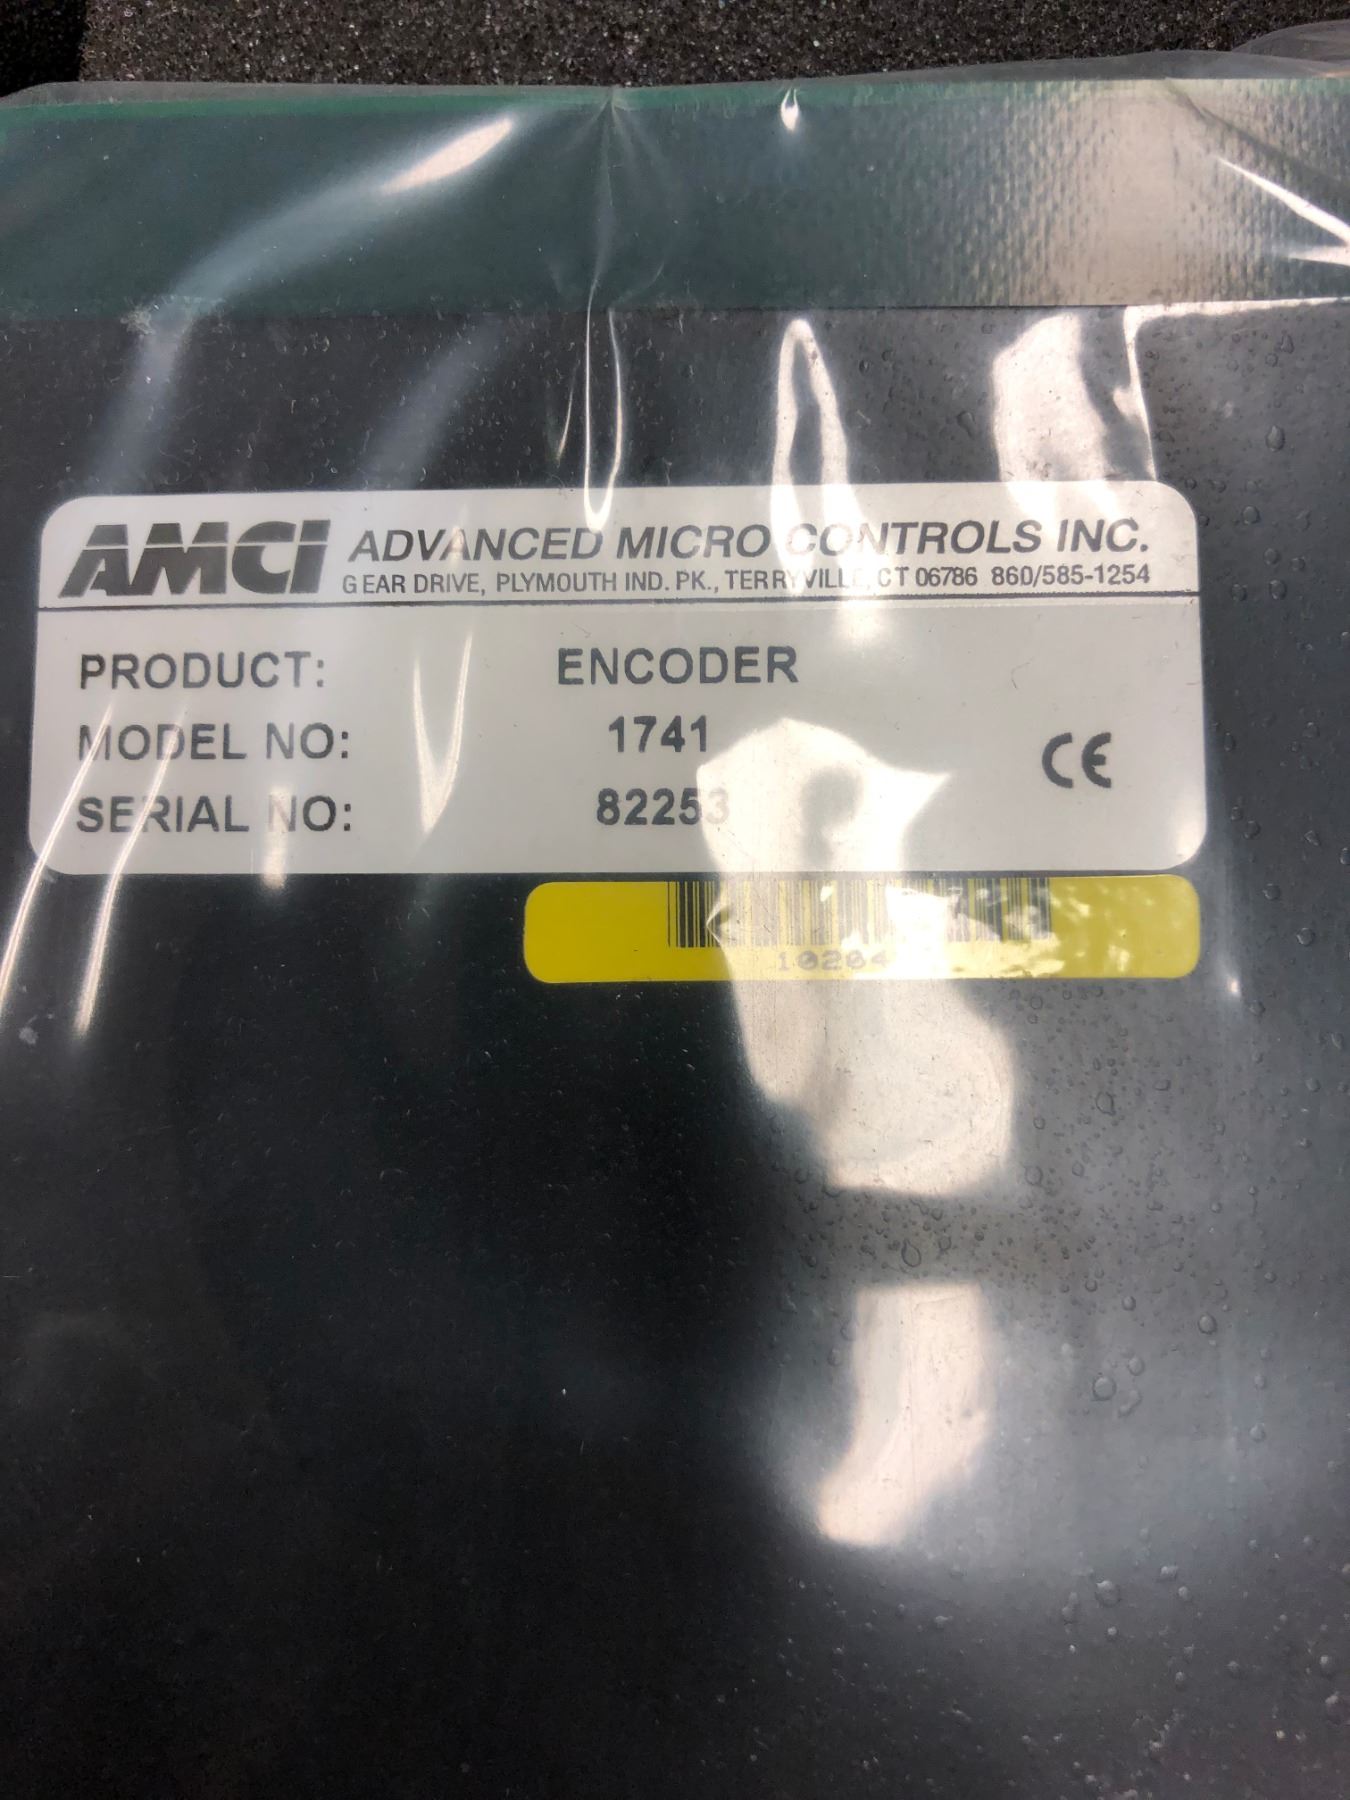 AMCI ADVANCED MICRO CONTROLS INC.
GEAR DRIVE, PLYMOUTH IND. PK., TERRYVILLE, CT 06786 860/585-1254
PRODUCT: ENCODER
MODEL NO: 1741
SERIAL NO: 82253
CE